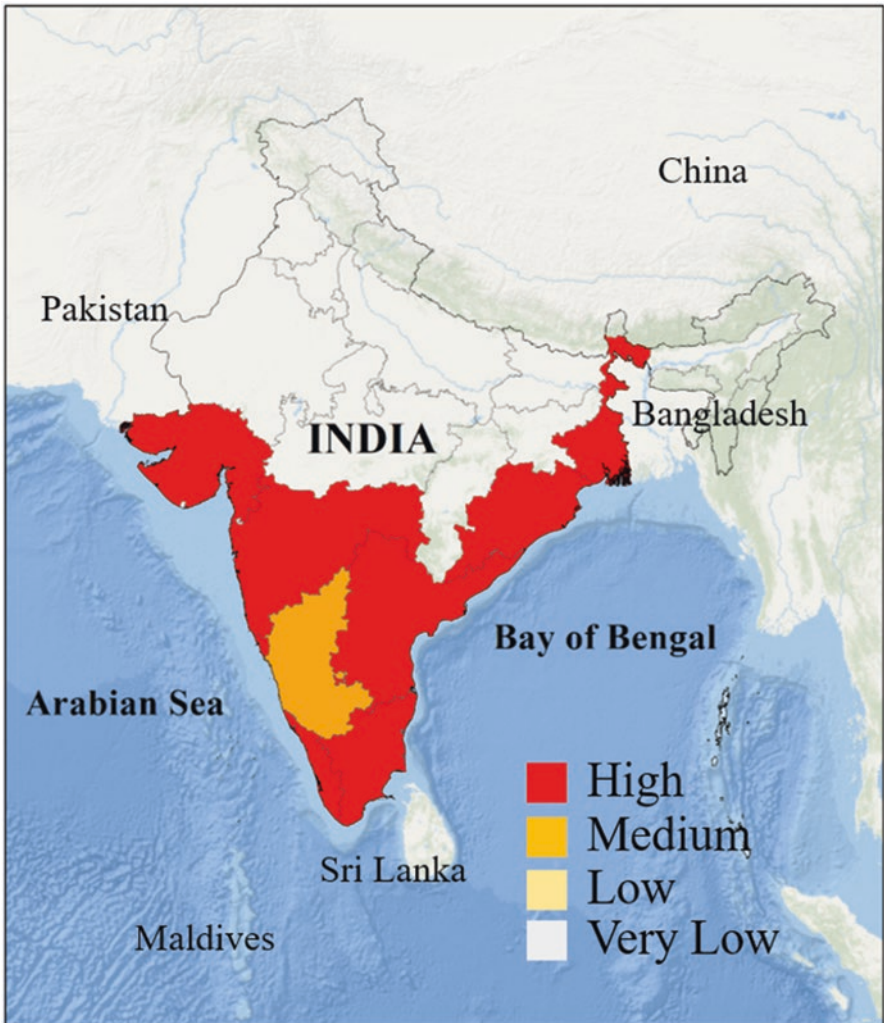 China
Pakistan
Bangladesh
INDIA
Bay of Bengal
Arabian Sea
High
Medium
Sri Lanka
Low
Maldives
Very Low